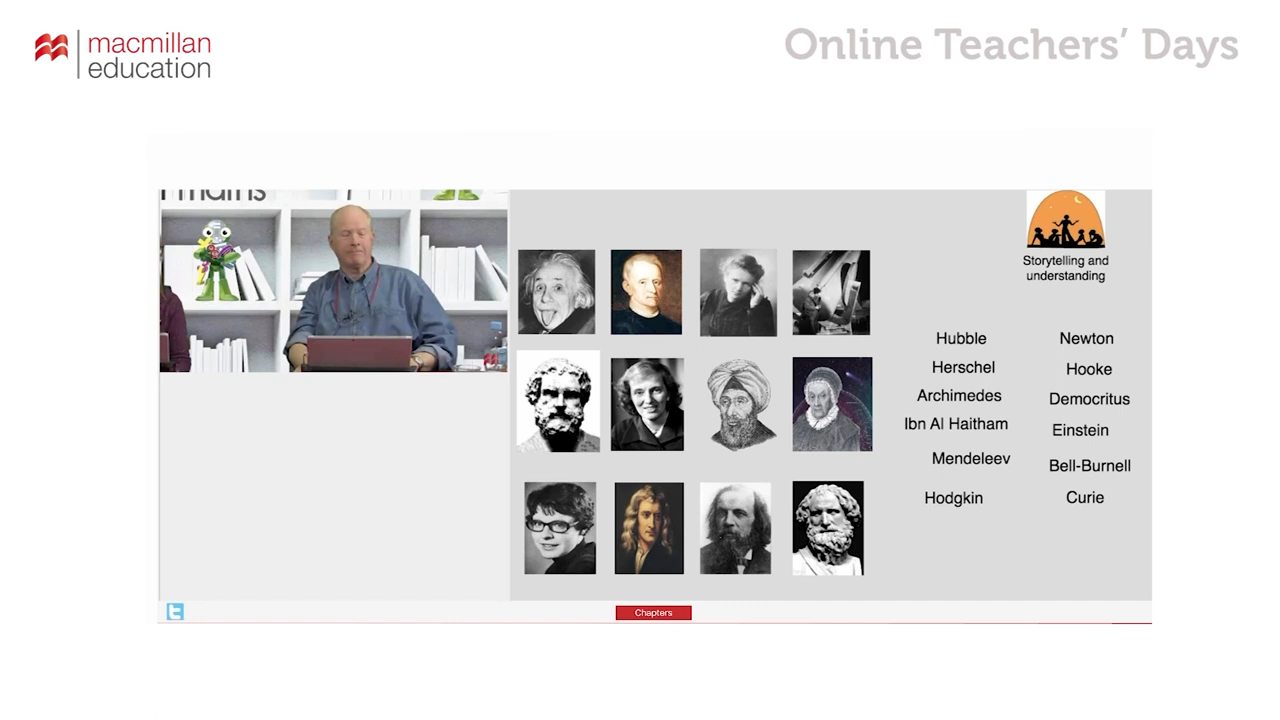 macmillan
education
Online Teachers' Days
Storytelling and
understanding
Hubble
Newton
Herschel
Hooke
Archimedes
Democritus
Ibn Al Haitham
Einstein
Mendeleev
Bell-Burnell
Hodgkin
Curie
Chapters